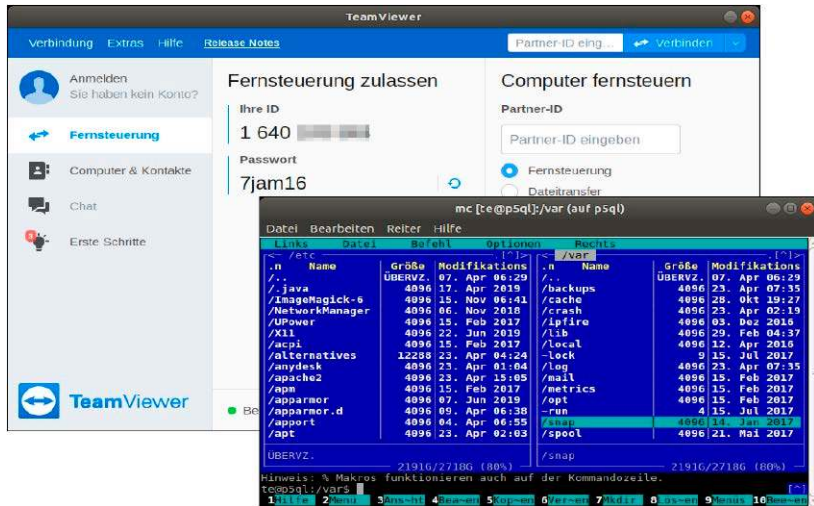 TeamViewer
Verbindung Extras Hilfe Release Notes
Partner-ID eing... Verbinden
Anmelden
Sie haben kein Konto?
Fernsteuerung
Computer & Kontakte
Chat
Erste Schritte
TeamViewer
Fernsteuerung zulassen
Ihre ID
1 640
Passwort
7jam16
Be
Computer fernsteuern
Partner-ID
Partner-ID eingeben
Fernsteuerung
Dateitransfer
mc [te@p5ql]:/var (auf p5ql)
Datei Bearbeiten Reiter Hilfe
Links Datei Befehl Optionen Rechts
<- /etc .[^]>
.n Name Größe Modifikations
/.. ÜBERVZ. 07. Apr 06:29
/.java 4096 17. Apr 2019
/ImageMagick-6 4096 15. Nov 06:41
/NetworkManager 4096 06. Nov 2018
/UPower 4096 15. Feb 2017
/X11 4096 22. Jun 2019
/acpi 4096 15. Feb 2017
/alternatives 12288 23. Apr 04:24
/anydesk 4096 23. Apr 01:04
/apache2 4096 23. Apr 15:05
/apm 4096 15. Feb 2017
/apparmor 4096 07. Jun 2019
/apparmor.d 4096 09. Apr 06:38
/apport 4096 04. Apr 06:55
/apt 4096 23. Apr 02:03
ÜBERVZ.
2191G/2718G (80%)
<- /var .[^]>
.n Name Größe Modifikations
/.. ÜBERVZ. 07. Apr 06:29
/backups 4096 23. Apr 07:35
/cache 4096 28. Okt 19:27
/crash 4096 23. Apr 02:19
/ipfire 4096 03. Dez 2016
/lib 4096 29. Feb 04:37
/local 4096 12. Apr 2016
~lock 9 15. Jul 2017
/log 4096 23. Apr 07:35
/mail 4096 15. Feb 2017
/metrics 4096 15. Feb 2017
/opt 4096 15. Feb 2017
~run 4 15. Jul 2017
/snap 4096 14. Jan 2017
/spool 4096 21. Mai 2017
/snap
2191G/2718G (80%)
Hinweis: % Makros funktionieren auch auf der Kommandozeile.
te@p5ql:/var$ [^]
1Hilfe 2Menü 3Ans~ht 4Bea~en 5Kop~en 6Ver~en 7Mkdir 8Lös~en 9Menüs 10Bee~en